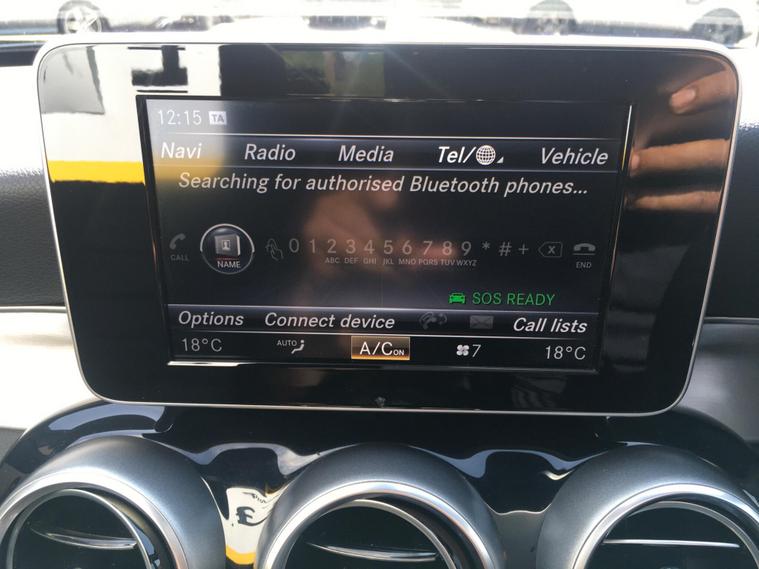 12:15 TA
Navi Radio Media Tel/ Vehicle
Searching for authorised Bluetooth phones...
0 1 2 3 4 5 6 7 8 9 * # +
CALL NAME ABC DEF GHI JKL MNO PQRS TUV WXYZ END
SOS READY
Options Connect device Call lists
18°C AUTO A/C ON 7 18°C
3